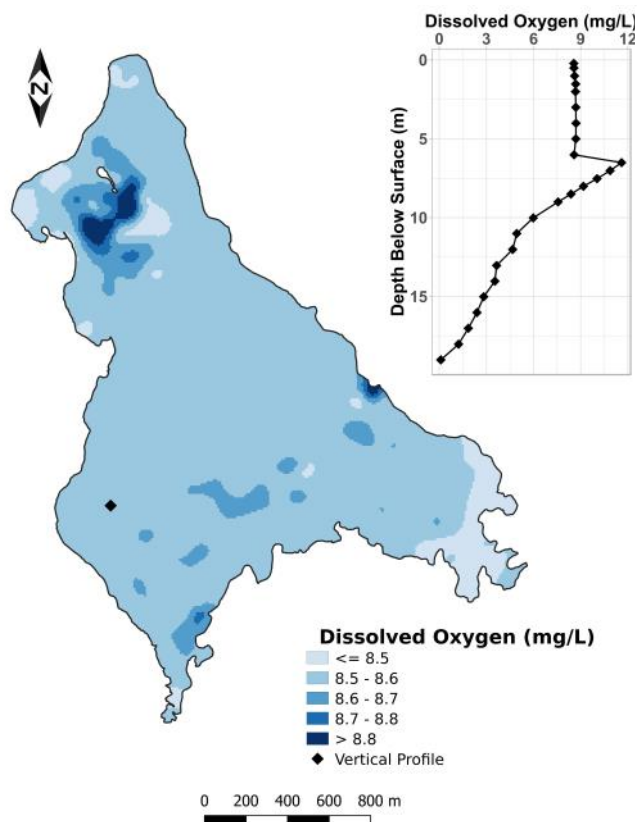 Dissolved Oxygen (mg/L)
0 3 6 9 12
0
5
10
15
Depth Below Surface (m)
N
Dissolved Oxygen (mg/L)
<= 8.5
8.5 - 8.6
8.6 - 8.7
8.7 - 8.8
> 8.8
Vertical Profile
0 200 400 600 800 m